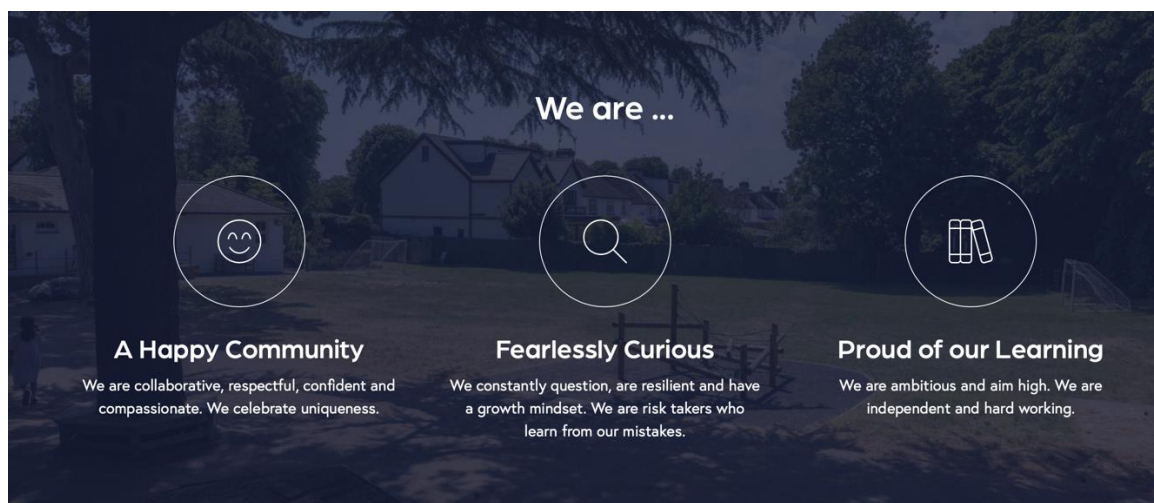 We are ...
A Happy Community
We are collaborative, respectful, confident and
compassionate. We celebrate uniqueness.
Fearlessly Curious
We constantly question, are resilient and have
a growth mindset. We are risk takers who
learn from our mistakes.
Proud of our Learning
We are ambitious and aim high. We are
independent and hard working.